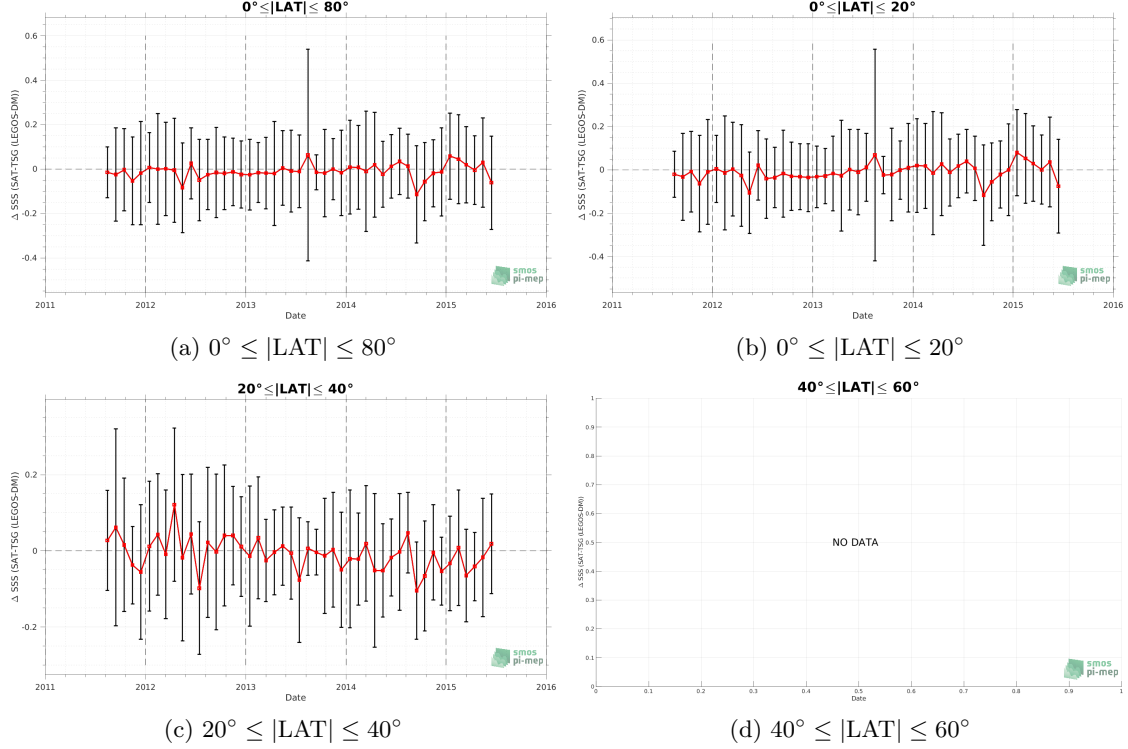 0°≤|LAT|≤ 80°
Δ SSS (SAT-TSG (LEGOS-DM))
0.6
0.4
0.2
0
-0.2
-0.4
2011 2012 2013 2014 2015 2016
Date
smos
pi-mep
(a) 0° ≤ |LAT| ≤ 80°
0°≤|LAT|≤ 20°
Δ SSS (SAT-TSG (LEGOS-DM))
0.6
0.4
0.2
0
-0.2
-0.4
2011 2012 2013 2014 2015 2016
Date
smos
pi-mep
(b) 0° ≤ |LAT| ≤ 20°
20°≤|LAT|≤ 40°
Δ SSS (SAT-TSG (LEGOS-DM))
0.2
0
-0.2
2011 2012 2013 2014 2015 2016
Date
smos
pi-mep
(c) 20° ≤ |LAT| ≤ 40°
40°≤|LAT|≤ 60°
Δ SSS (SAT-TSG (LEGOS-DM))
1
0.9
0.8
0.7
0.6
0.5
0.4
0.3
0.2
0.1
0
NO DATA
0 0.1 0.2 0.3 0.4 0.5 0.6 0.7 0.8 0.9 1
Date
smos
pi-mep
(d) 40° ≤ |LAT| ≤ 60°